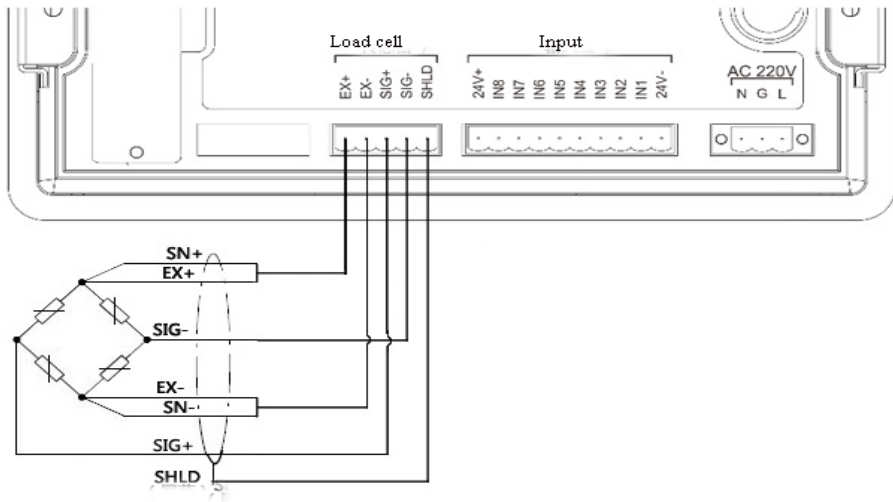 Load cell
Input
EX+
EX-
SIG+
SIG-
SHLD
24V+
IN8
IN7
IN6
IN5
IN4
IN3
IN2
IN1
24V-
AC 220V
N G L
SN+
EX+
SIG-
EX-
SN-
SIG+
SHLD